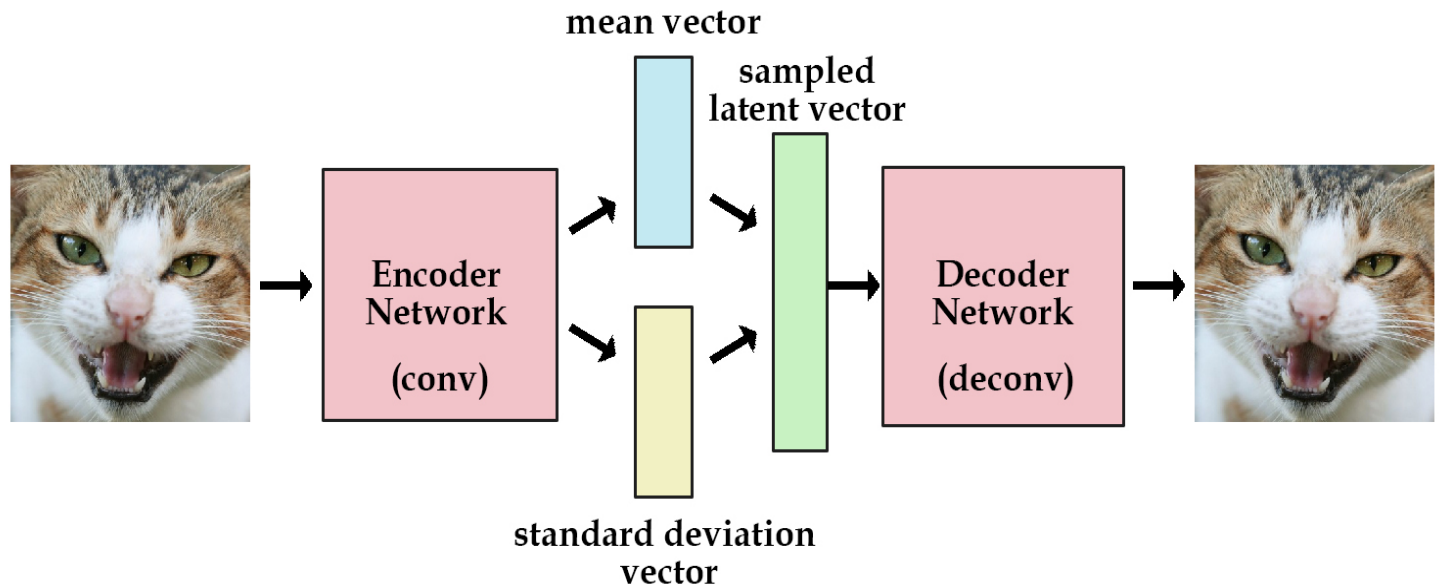 mean vector
sampled
latent vector
Encoder
Network
(conv)
Decoder
Network
(deconv)
standard deviation
vector